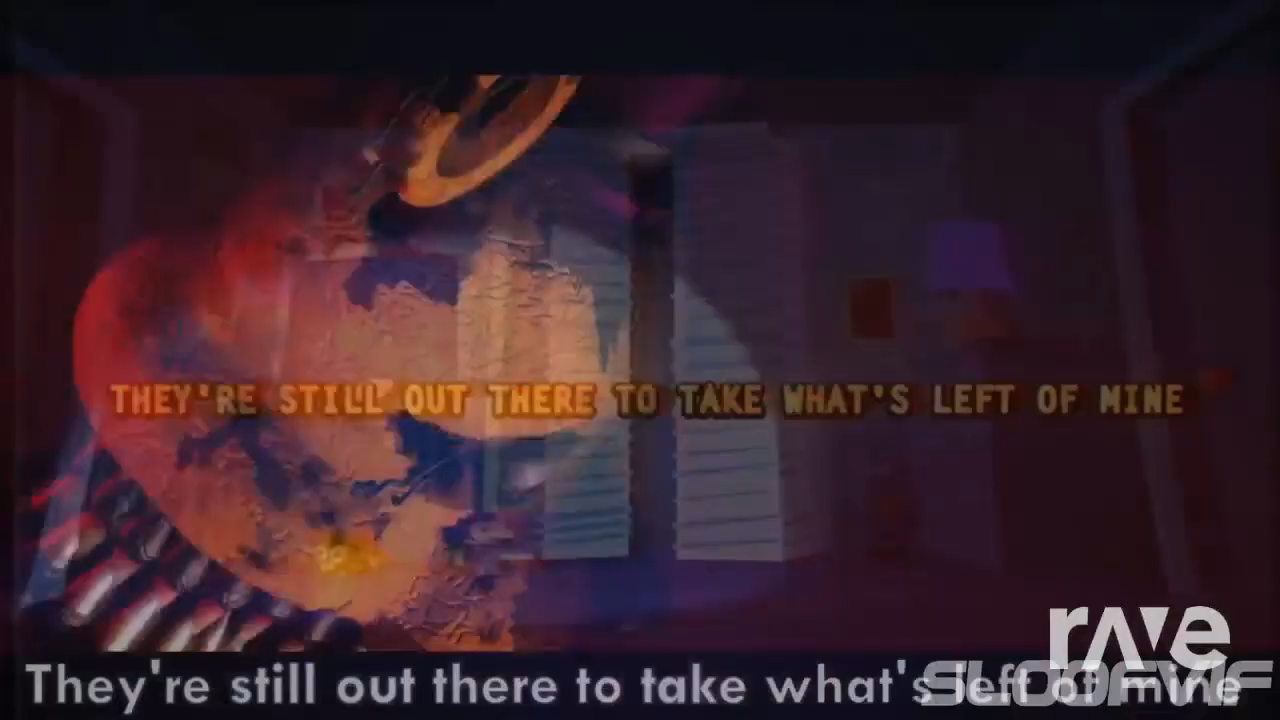 THEY'RE STILL OUT THERE TO TAKE WHAT'S LEFT OF MINE
rave
They're still out there to take what's left of mine